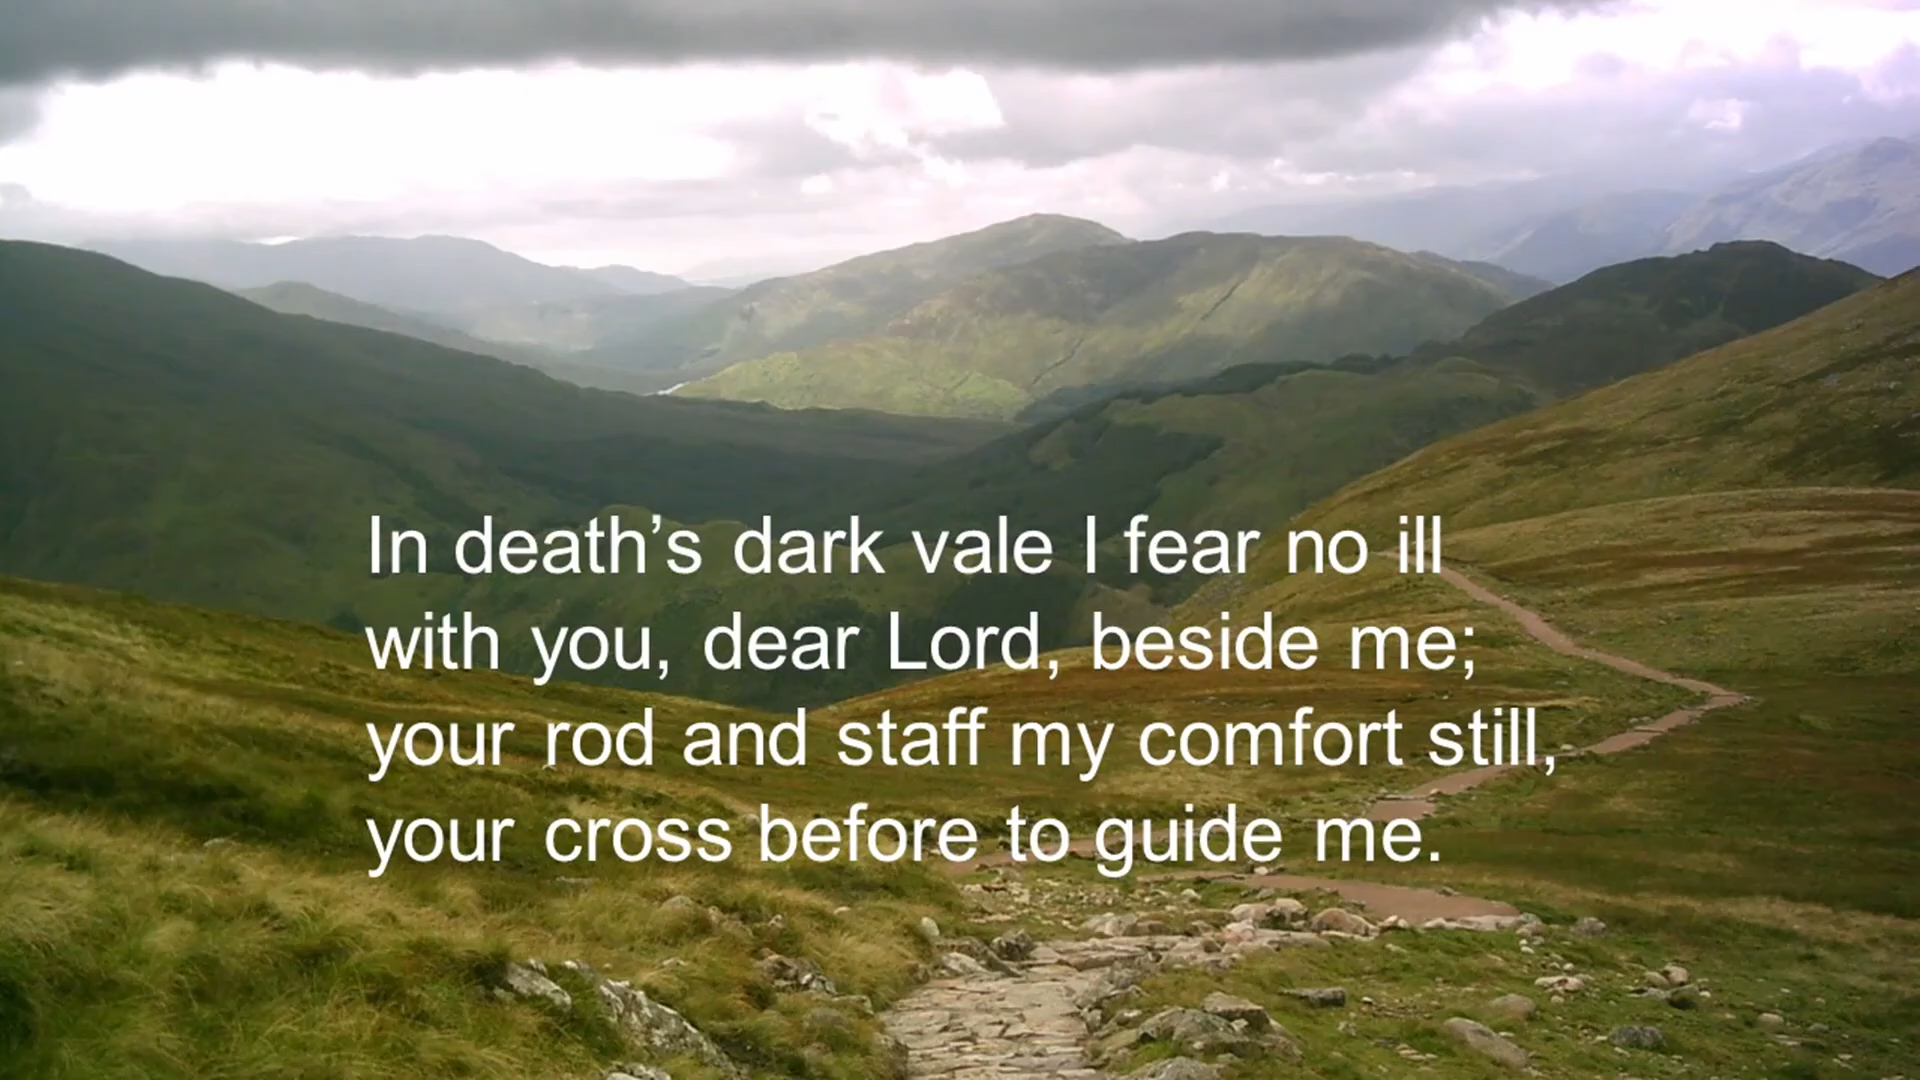 In death’s dark vale I fear no ill
with you, dear Lord, beside me;
your rod and staff my comfort still,
your cross before to guide me.